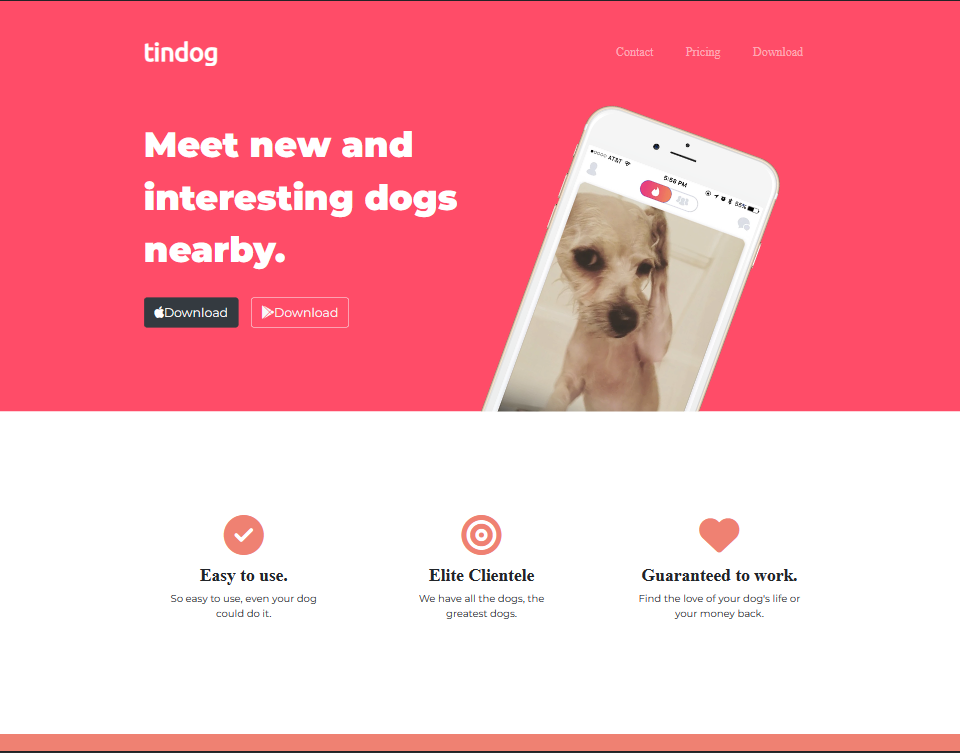 tindog
Contact Pricing Download
Meet new and
interesting dogs
nearby.
Download Download
AT&T 5:56 PM 55%
Easy to use.
So easy to use, even your dog
could do it.
Elite Clientele
We have all the dogs, the
greatest dogs.
Guaranteed to work.
Find the love of your dog's life or
your money back.